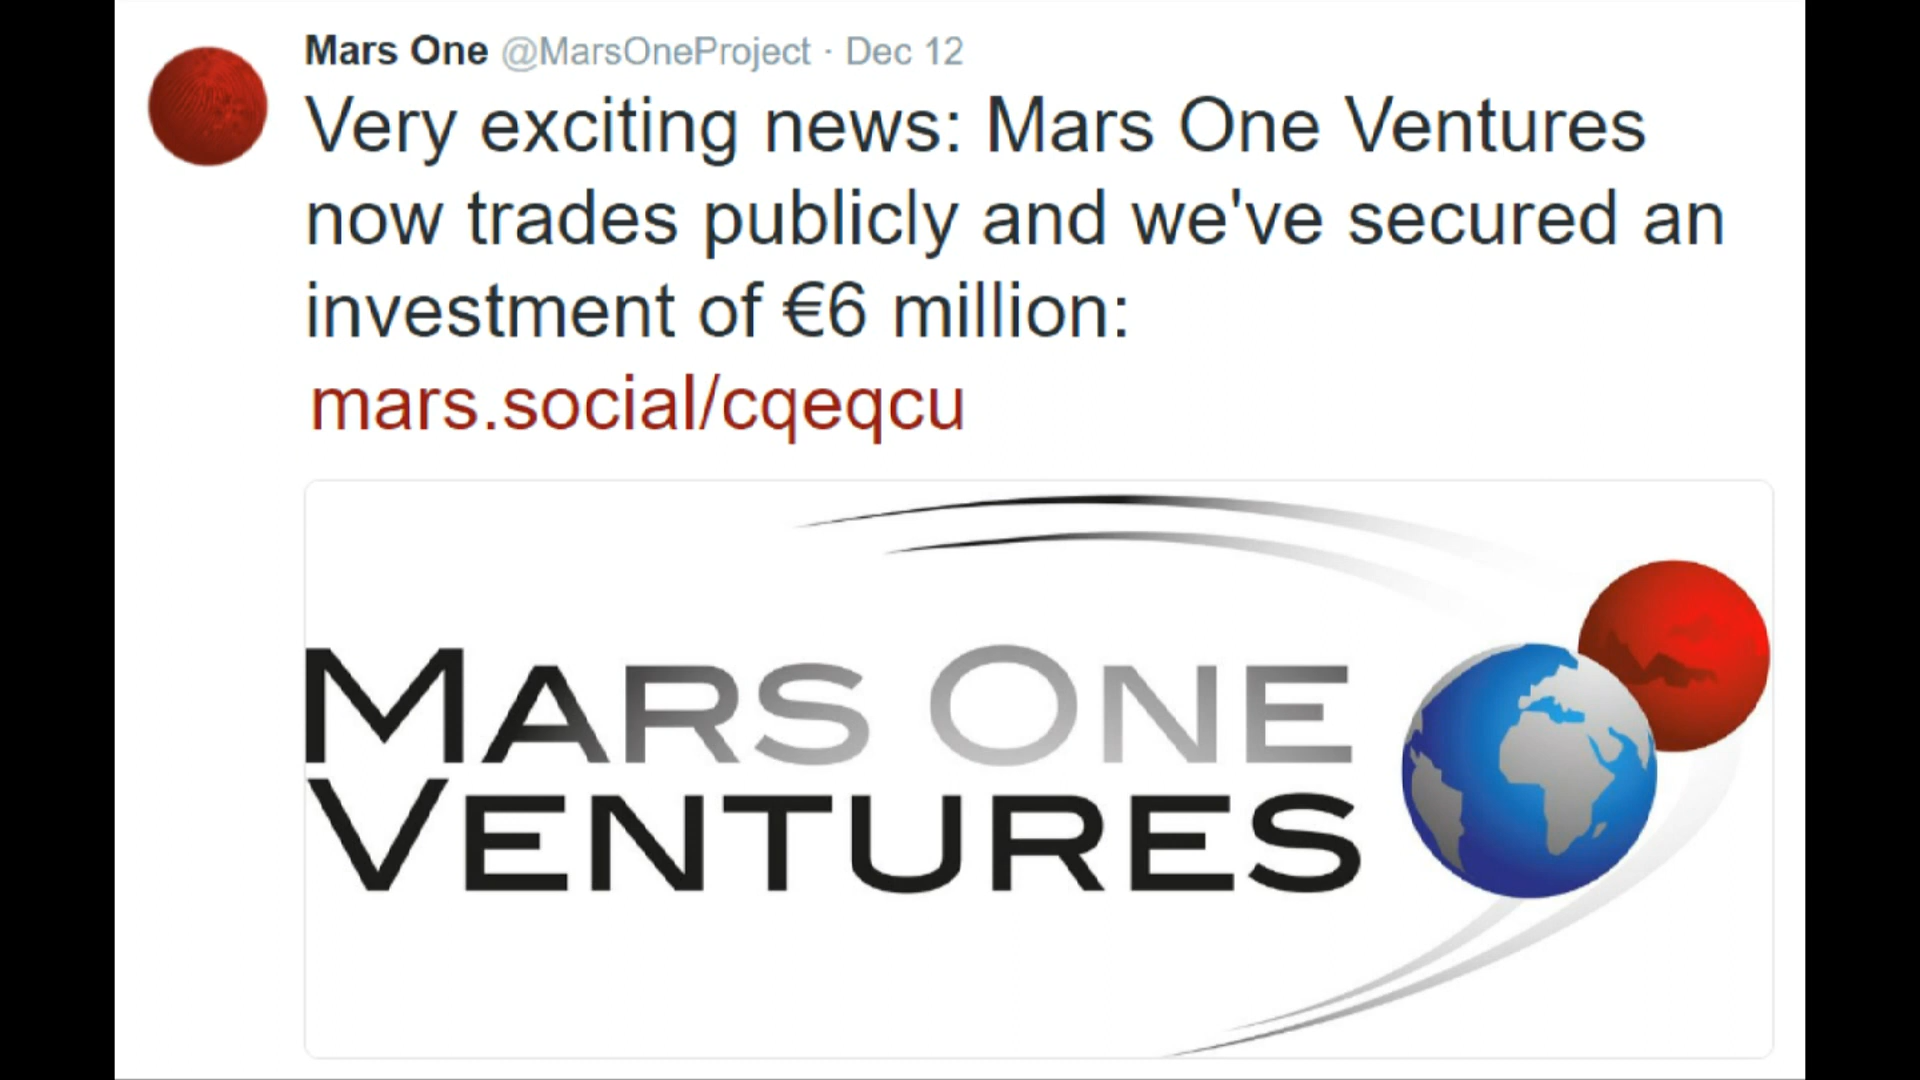 Mars One @MarsOneProject · Dec 12
Very exciting news: Mars One Ventures
now trades publicly and we've secured an
investment of €6 million:
mars.social/cqeqcu
MARS ONE
VENTURES